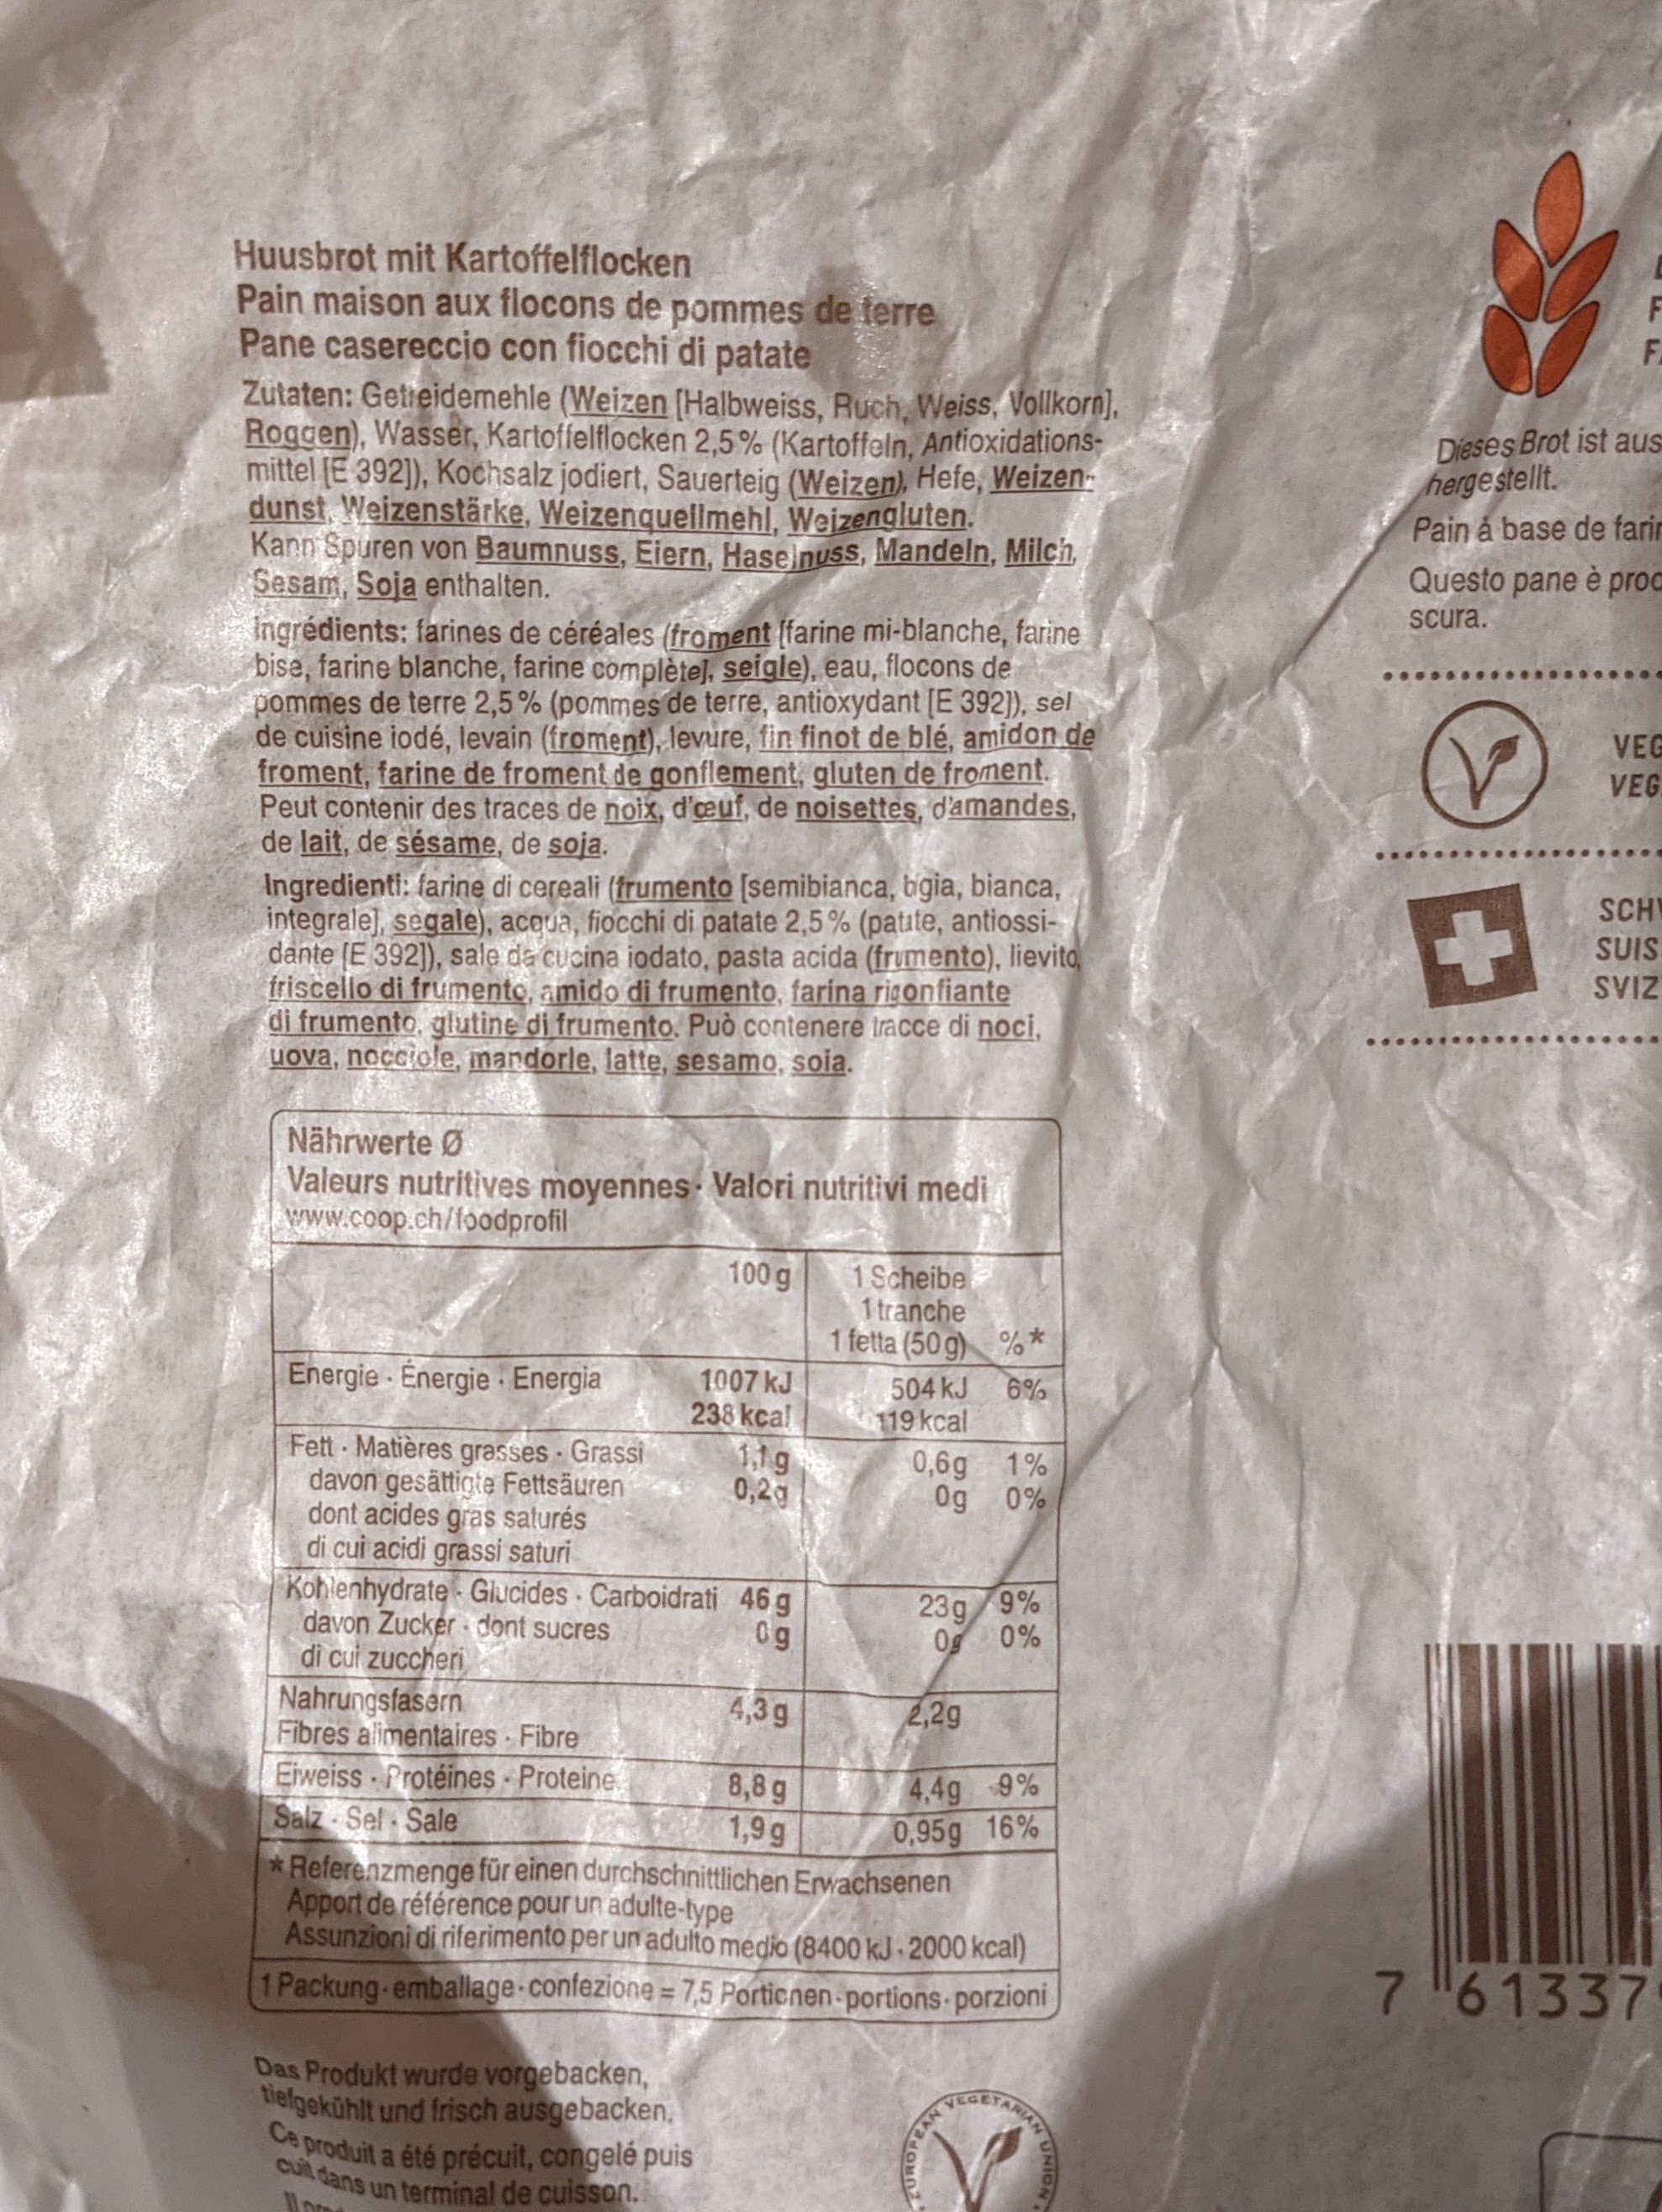 Huusbrot mit Kartoffelflocken
Pain maison aux flocons de pommes de terre
Pane casereccio con fiocchi di patate
Zutaten: Getreidemehle (Weizen [Halbweiss, Ruch, Weiss, Vollkorn],
Roggen), Wasser, Kartoffelflocken 2,5% (Kartoffeln, Antioxidations-
mittel [E 392]), Kochsalz jodiert, Sauerteig (Weizen), Hefe, Weizen-
dunst, Weizenstärke, Weizenquellmehl, Weizengluten.
Kann Spuren von Baumnuss, Eiern, Haselnuss, Mandeln, Milch,
Sesam, Soja enthalten.
Ingrédients: farines de céréales (froment [farine mi-blanche, farine
bise, farine blanche, farine complète], seigle), eau, flocons de
pommes de terre 2,5% (pommes de terre, antioxydant [E 392]), sel
de cuisine iodé, levain (froment), levure, fin finot de blé, amidon de
froment, farine de froment de gonflement, gluten de froment.
Peut contenir des traces de noix, d'œuf, de noisettes, d'amandes,
de lait, de sésame, de soja.
Ingredienti: farine di cereali (frumento [semibianca, bigia, bianca,
integrale], segale), acqua, fiocchi di patate 2,5% (patate, antiossi-
dante [E 392]), sale da cucina iodato, pasta acida (frumento), lievito,
friscello di frumento, amido di frumento, farina rigonfiante
di frumento, glutine di frumento. Può contenere tracce di noci,
uova, nocciole, mandorle, latte, sesamo, soia.
Nährwerte Ø
Valeurs nutritives moyennes · Valori nutritivi medi
www.coop.ch/foodprofil
100 g 1 Scheibe
1 tranche
1 fetta (50 g) %*
Energie · Énergie · Energia 1007 kJ 504 kJ 6%
238 kcal 119 kcal
Fett · Matières grasses · Grassi 1,1 g 0,6g 1%
davon gesättigte Fettsäuren 0,2g 0g 0%
dont acides gras saturés
di cui acidi grassi saturi
Kohlenhydrate · Glucides · Carboidrati 46 g 23g 9%
davon Zucker · dont sucres 0 g 0g 0%
di cui zuccheri
Nahrungsfasern 4,3 g 2,2g
Fibres alimentaires · Fibre
Eiweiss · Protéines · Proteine 8,8 g 4,4g 9%
Salz · Sel · Sale 1,9 g 0,95g 16%
* Referenzmenge für einen durchschnittlichen Erwachsenen
Apport de référence pour un adulte-type
Assunzioni di riferimento per un adulto medio (8400 kJ · 2000 kcal)
1 Packung · emballage · confezione = 7,5 Portionen · portions · porzioni
Das Produkt wurde vorgebacken,
tiefgekühlt und frisch ausgebacken.
Ce produit a été précuit, congelé puis
cuit dans un terminal de cuisson.
Il
EUROPEAN VEGETARIAN UNION
V
F
Dieses Brot ist aus
hergestellt.
Pain à base de
Questo pane è
scura.
V
VEG
VEG
SCH
SUIS
SVIZ
7 61337